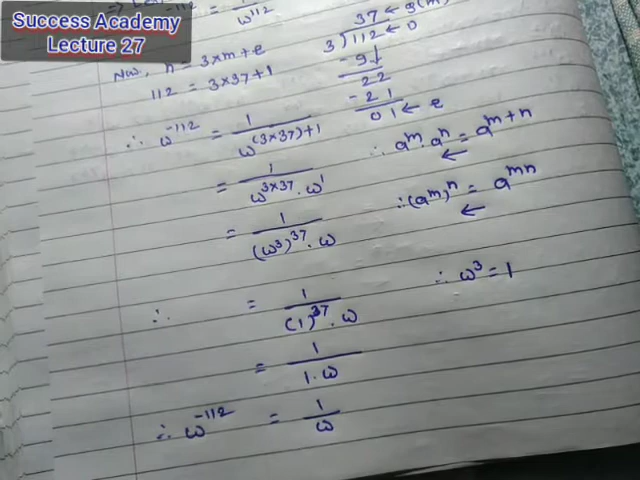 Success Academy
Lecture 27
ω^112
37 ← 3(m)
Now, n = 3×m+e
3 ) 112 ← 0
112 = 3×37+1
- 9↓
22
- 21
01 ← e
∴ ω^-112 = 1/ω^(3×37)+1
∴ a^m . a^n = a^m+n
←
= 1/ω^3×37 . ω^1
∴ (a^m)^n = a^mn
←
= 1/(ω^3)^37 . ω
∴ = 1/(1)^37 . ω
∴ ω^3 = 1
= 1/1.ω
∴ ω^-112 = 1/ω